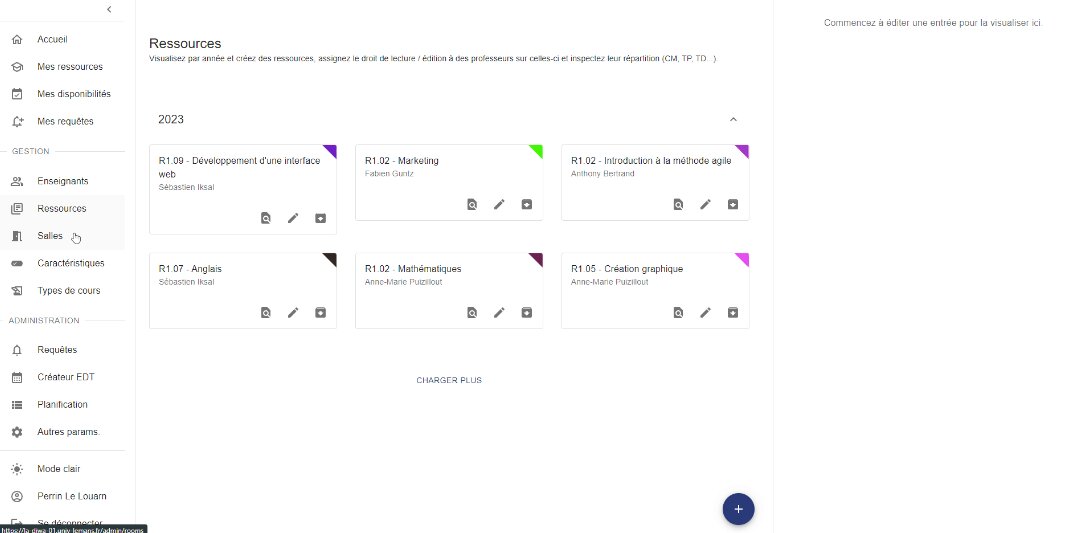 Accueil
Mes ressources
Mes disponibilités
Mes requêtes
GESTION
Enseignants
Ressources
Salles
Caractéristiques
Types de cours
ADMINISTRATION
Requêtes
Créateur EDT
Planification
Autres params.
Mode clair
Perrin Le Louarn
Se déconnecter
Ressources
Visualisez par année et créez des ressources, assignez le droit de lecture / édition à des professeurs sur celles-ci et inspectez leur répartition (CM, TP, TD...)
2023
R1.09 - Développement d'une interface
web
Sébastien Iksal
R1.02 - Marketing
Fabien Guntz
R1.02 - Introduction à la méthode agile
Anthony Bertrand
R1.07 - Anglais
Sébastien Iksal
R1.02 - Mathématiques
Anne-Marie Puizillout
R1.05 - Création graphique
Anne-Marie Puizillout
CHARGER PLUS
Commencez à éditer une entrée pour la visualiser ici.